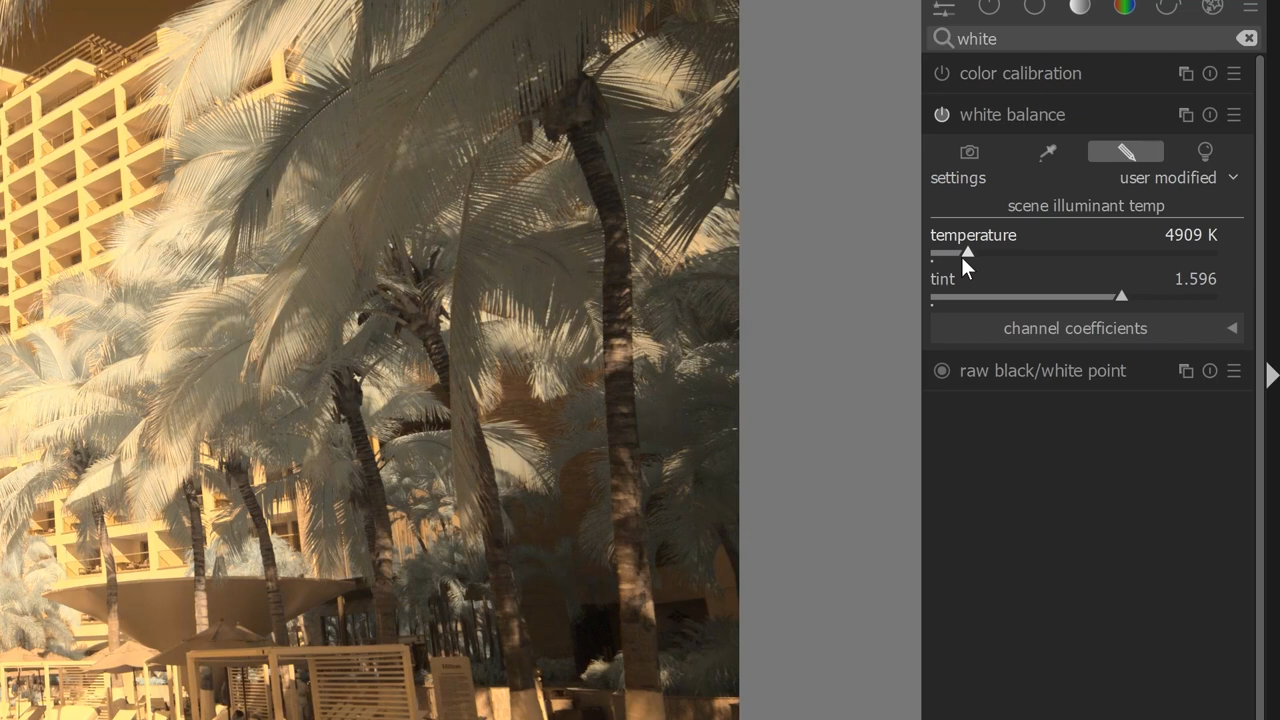 white
color calibration
white balance
settings user modified
scene illuminant temp
temperature 4909 K
tint 1.596
channel coefficients
raw black/white point